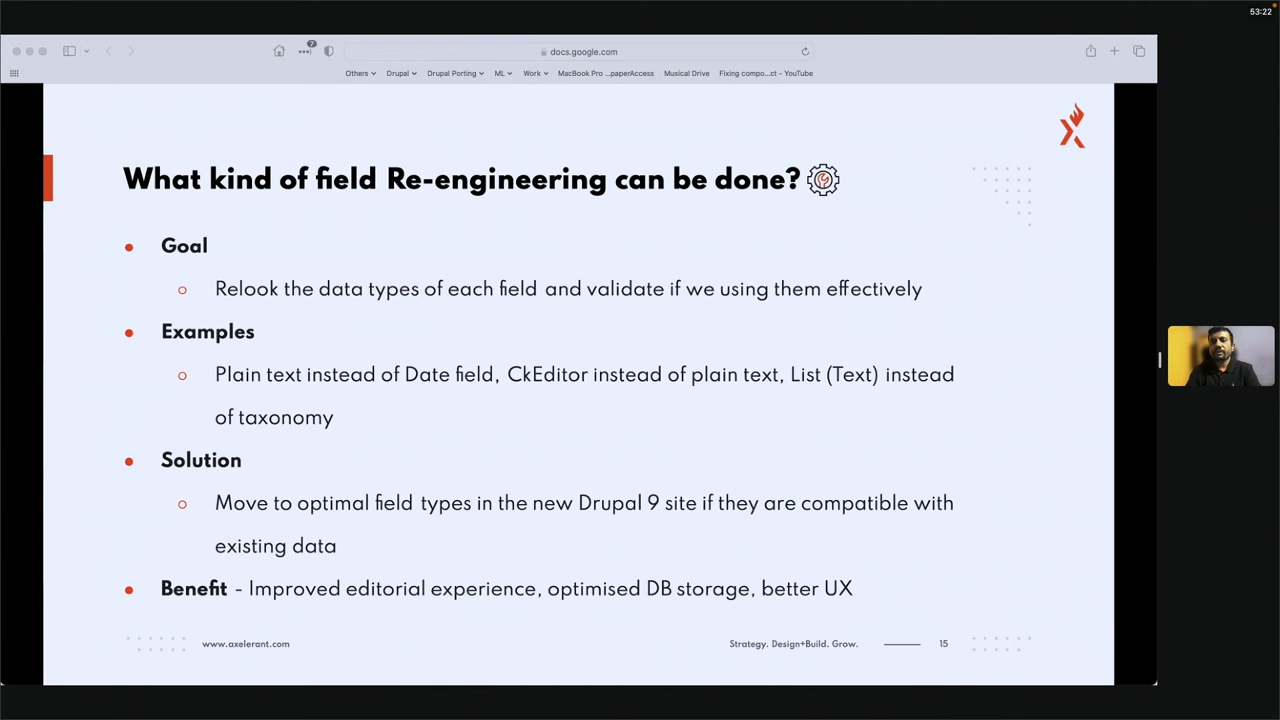 53:22
7
docs.google.com
Others Drupal Drupal Porting ML Work MacBook Pro ...paperAccess Musical Drive Fixing compo...ct - YouTube
What kind of field Re-engineering can be done?
Goal
Relook the data types of each field and validate if we using them effectively
Examples
Plain text instead of Date field, CkEditor instead of plain text, List (Text) instead
of taxonomy
Solution
Move to optimal field types in the new Drupal 9 site if they are compatible with
existing data
Benefit - Improved editorial experience, optimised DB storage, better UX
www.axelerant.com
Strategy. Design+Build. Grow.
15